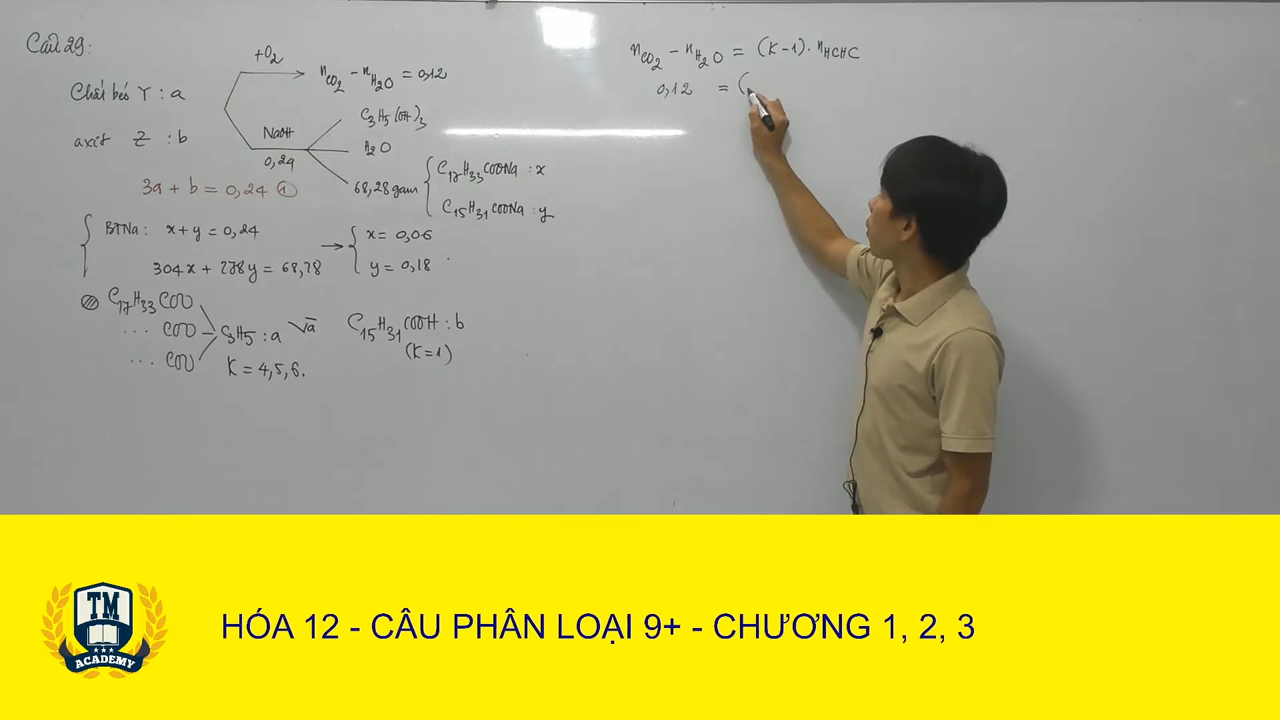 Câu 29:
+O₂
nCO₂ - nH₂O = 0,12
Chất béo Y : a
axit Z : b
NaOH
0,24
C₃H₅(OH)₃
H₂O
68,28 gam
C₁₇H₃₃COONa : x
C₁₅H₃₁COONa : y
3a + b = 0,24 ①
BTNa: x+y = 0,24
304x + 278y = 68,28
x = 0,06
y = 0,18
C₁₇H₃₃COO
... COO
... COO
C₃H₅ : a
K = 4,5,6.
C₁₅H₃₁COOH : b
(K=1)
nCO₂ - nH₂O = (K-1). nHCHC
0,12 = (
TM
ACADEMY
HÓA 12 - CÂU PHÂN LOẠI 9+ - CHƯƠNG 1, 2, 3